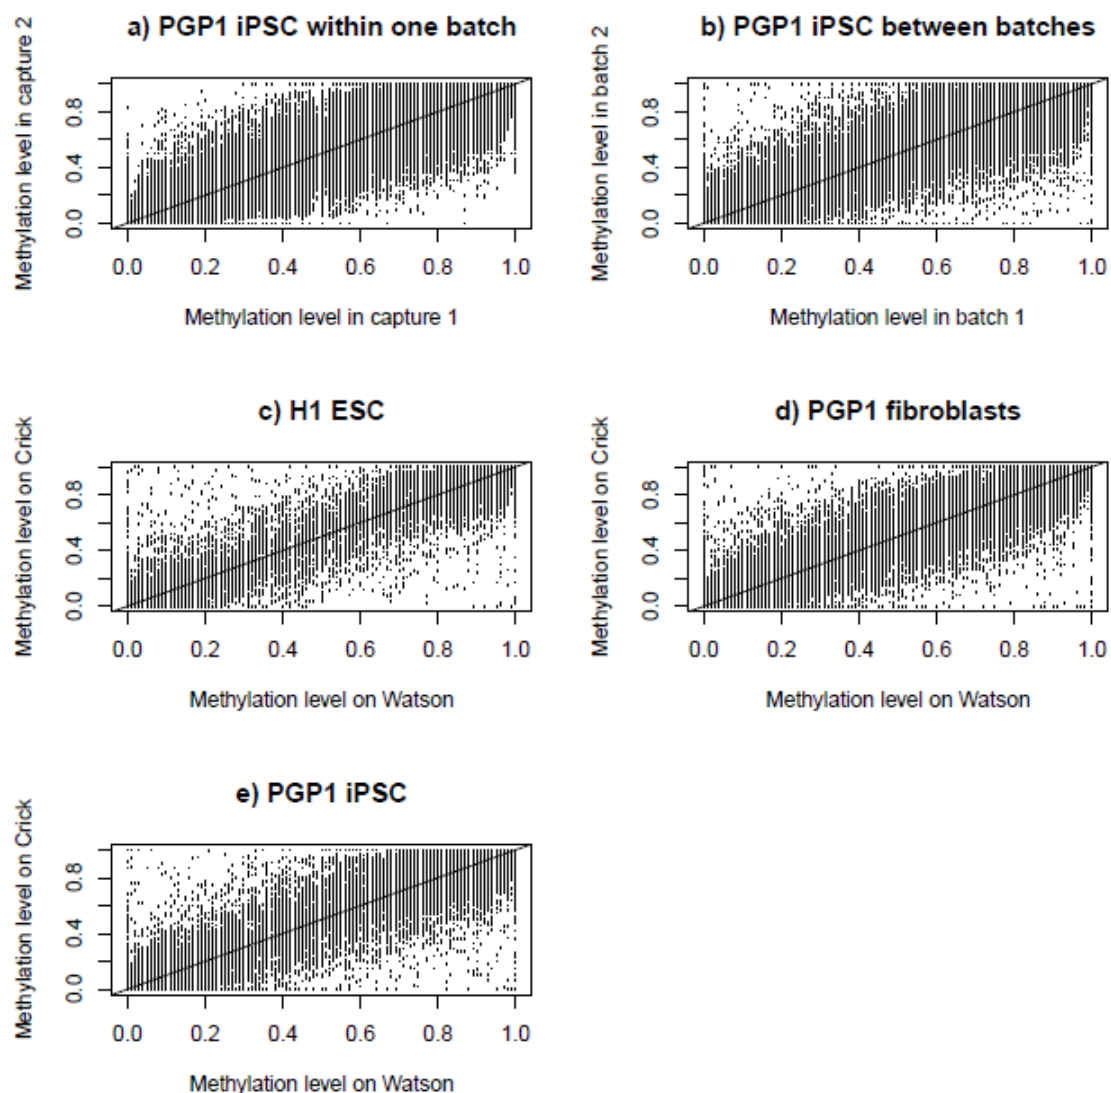 a) PGP1 iPSC within one batch
Methylation level in capture 2
0.0 0.4 0.8
0.0 0.2 0.4 0.6 0.8 1.0
Methylation level in capture 1
b) PGP1 iPSC between batches
Methylation level in batch 2
0.0 0.4 0.8
0.0 0.2 0.4 0.6 0.8 1.0
Methylation level in batch 1
c) H1 ESC
Methylation level on Crick
0.0 0.4 0.8
0.0 0.2 0.4 0.6 0.8 1.0
Methylation level on Watson
d) PGP1 fibroblasts
Methylation level on Crick
0.0 0.4 0.8
0.0 0.2 0.4 0.6 0.8 1.0
Methylation level on Watson
e) PGP1 iPSC
Methylation level on Crick
0.0 0.4 0.8
0.0 0.2 0.4 0.6 0.8 1.0
Methylation level on Watson